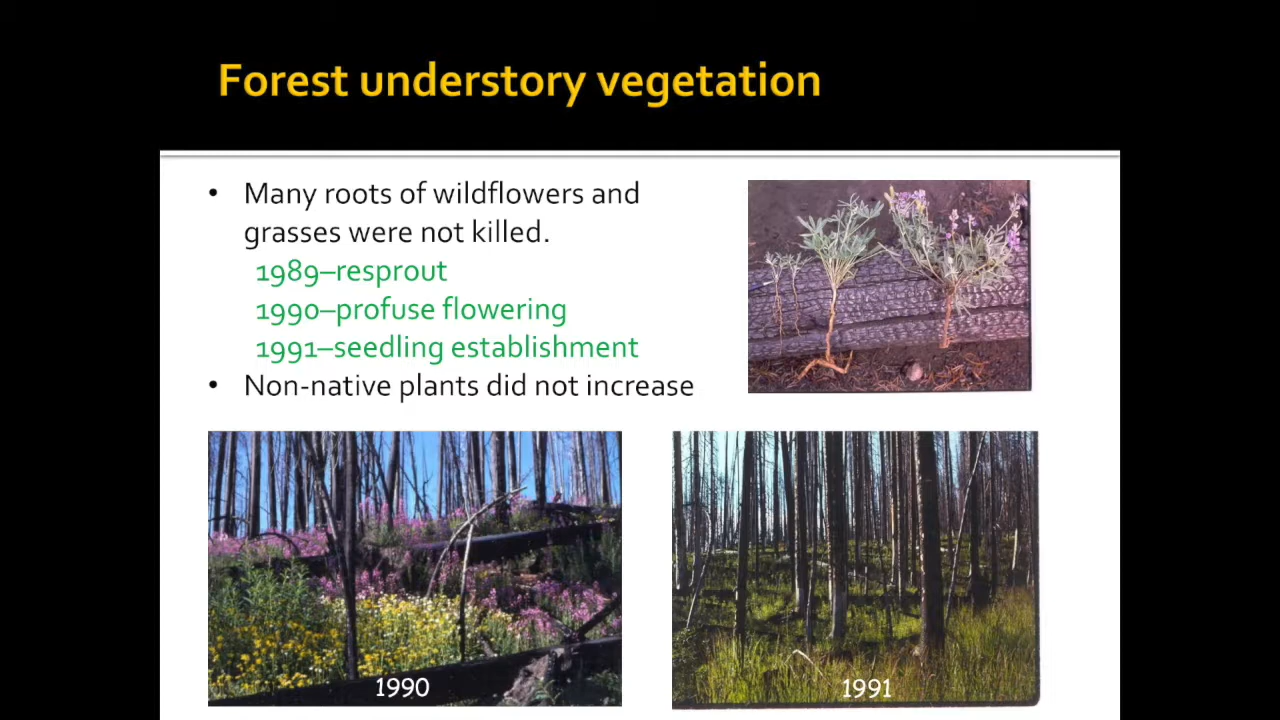 Forest understory vegetation
• Many roots of wildflowers and
grasses were not killed.
1989–resprout
1990–profuse flowering
1991–seedling establishment
• Non-native plants did not increase
1990
1991